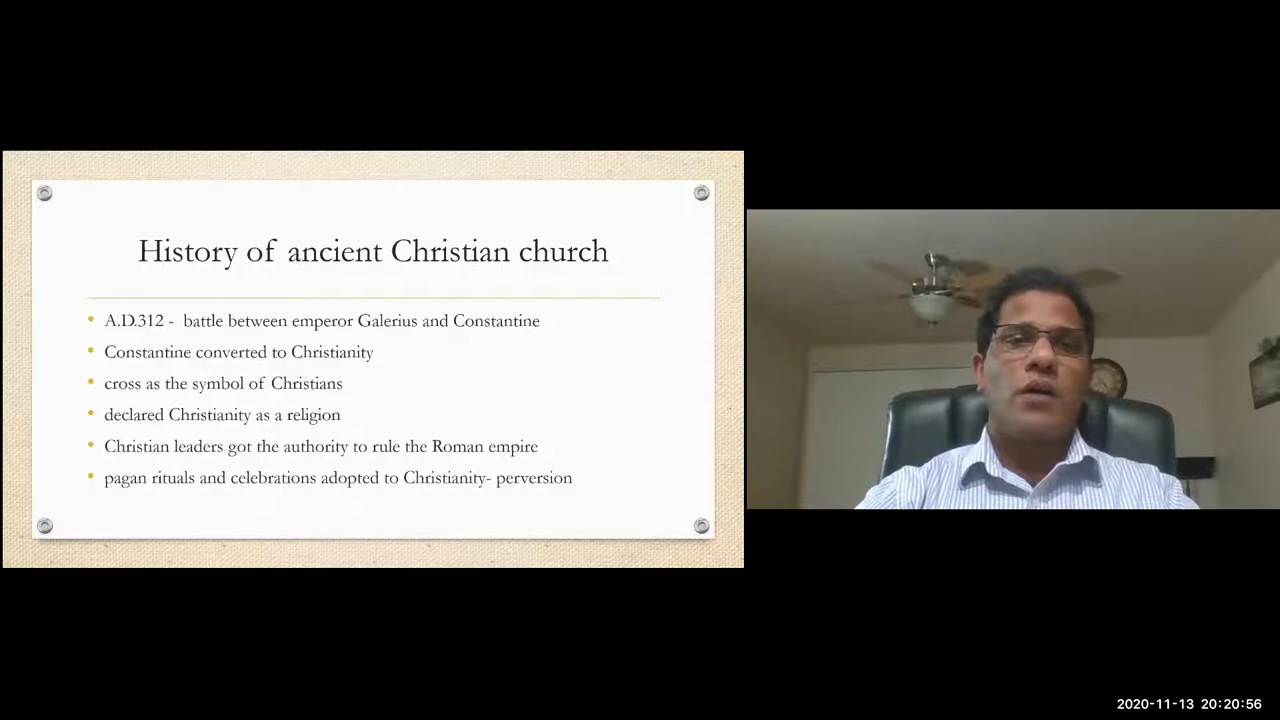 History of ancient Christian church
• A.D.312 - battle between emperor Galerius and Constantine
• Constantine converted to Christianity
• cross as the symbol of Christians
• declared Christianity as a religion
• Christian leaders got the authority to rule the Roman empire
• pagan rituals and celebrations adopted to Christianity- perversion
2020-11-13 20:20:56